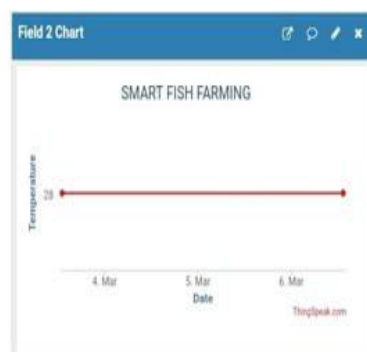 Field 2 Chart
SMART FISH FARMING
Temperature
28
4. Mar
5. Mar
6. Mar
Date
ThingSpeak.com